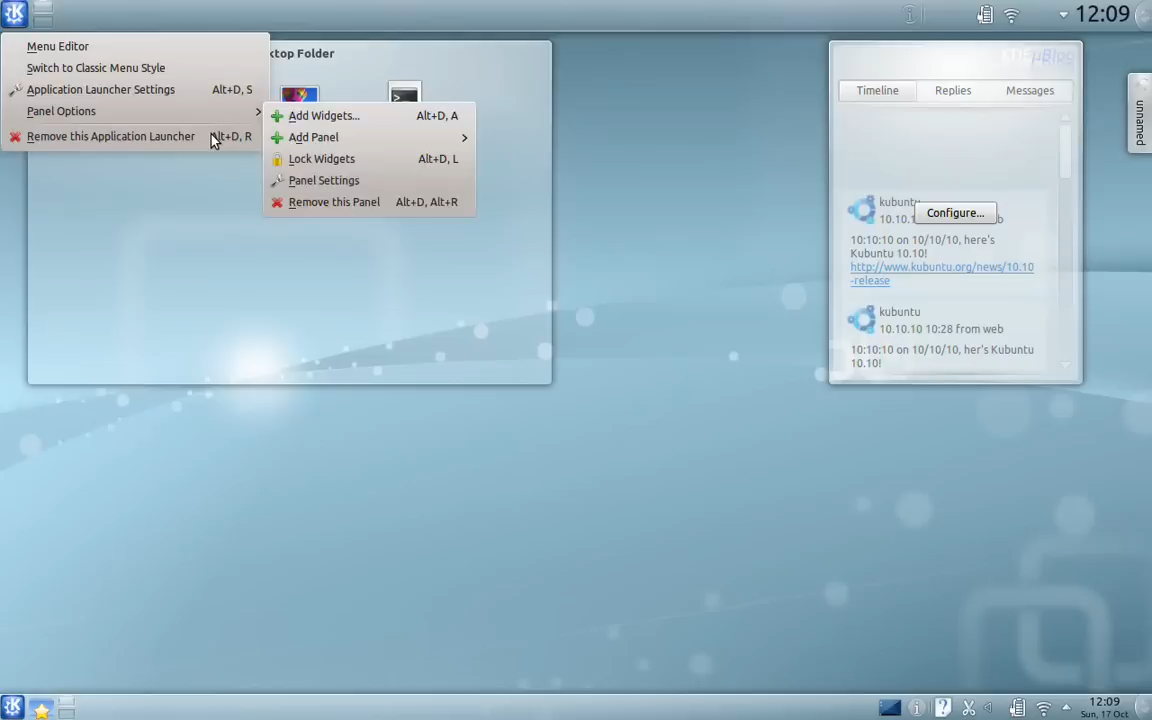 12:09
Menu Editor
Switch to Classic Menu Style
Application Launcher Settings Alt+D, S
Panel Options
Remove this Application Launcher Alt+D, R
ktop Folder
Add Widgets... Alt+D, A
Add Panel
Lock Widgets Alt+D, L
Panel Settings
Remove this Panel Alt+D, Alt+R
μBlog
Timeline Replies Messages
kubuntu
10.10.1 b
Configure...
10:10:10 on 10/10/10, here's
Kubuntu 10.10!
http://www.kubuntu.org/news/10.10
-release
kubuntu
10.10.10 10:28 from web
10:10:10 on 10/10/10, her's Kubuntu
10.10!
unnamed
12:09
Sun, 17 Oct